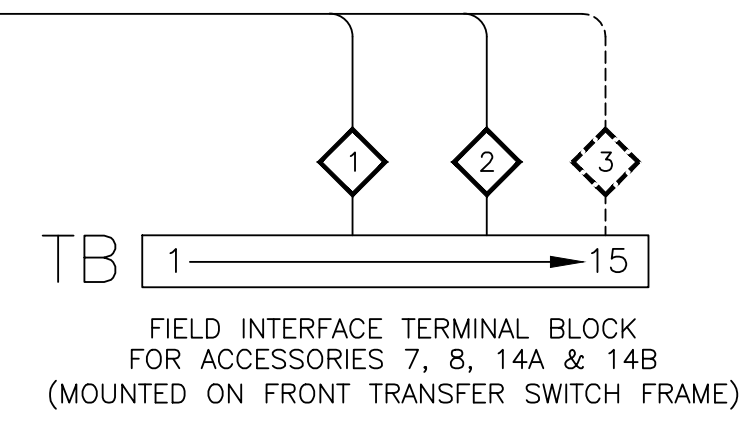 1 2 3
TB 1 15
FIELD INTERFACE TERMINAL BLOCK
FOR ACCESSORIES 7, 8, 14A & 14B
(MOUNTED ON FRONT TRANSFER SWITCH FRAME)